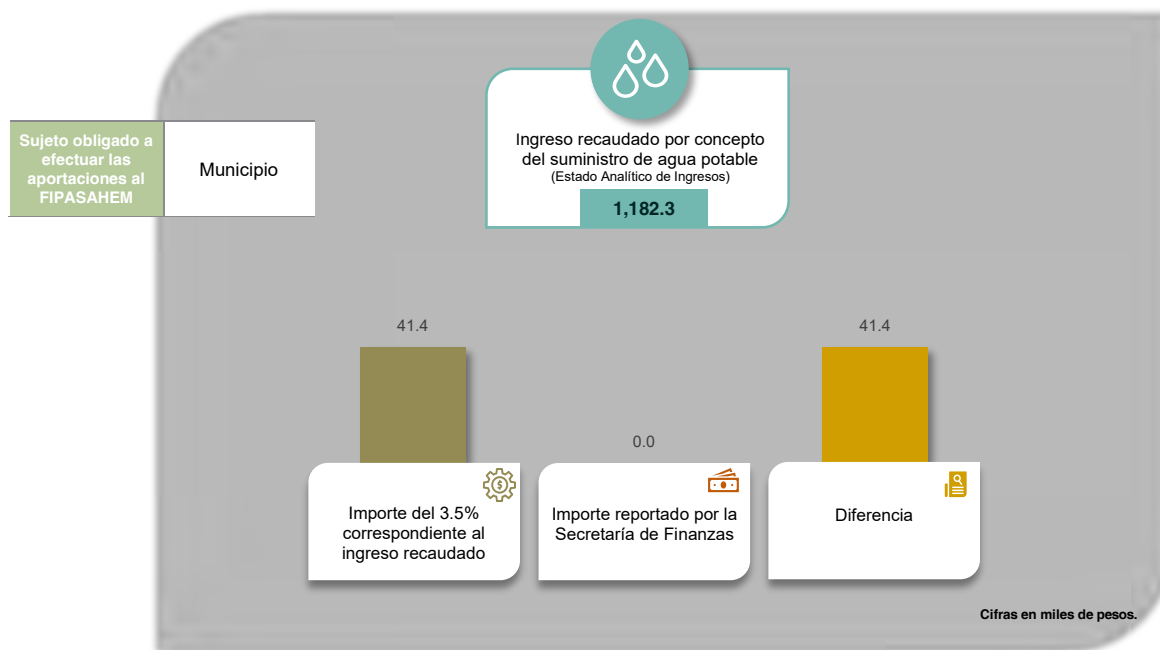 Ingreso recaudado por concepto
del suministro de agua potable
(Estado Analítico de Ingresos)
1,182.3
Sujeto obligado a
efectuar las
aportaciones al
FIPASAHEM
Municipio
41.4
0.0
41.4
Importe del 3.5%
correspondiente al
ingreso recaudado
Importe reportado por la
Secretaría de Finanzas
Diferencia
Cifras en miles de pesos.